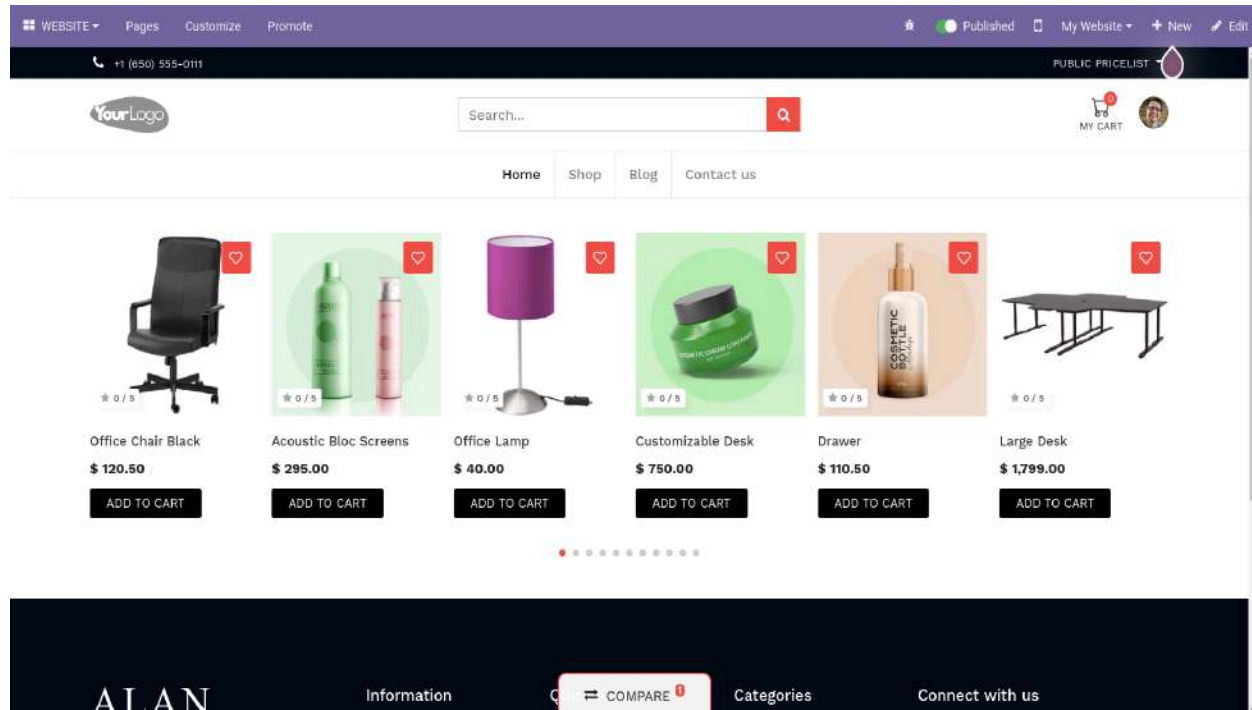 WEBSITE Pages Customize Promote Published My Website + New Edit
+1 (650) 555-0111 PUBLIC PRICELIST
YourLogo Search... 0
MY CART
Home Shop Blog Contact us
COSMETIC
BOTTLE
0 / 5 0 / 5 0 / 5 0 / 5 0 / 5 0 / 5
Office Chair Black Acoustic Bloc Screens Office Lamp Customizable Desk Drawer Large Desk
$ 120.50 $ 295.00 $ 40.00 $ 750.00 $ 110.50 $ 1,799.00
ADD TO CART ADD TO CART ADD TO CART ADD TO CART ADD TO CART ADD TO CART
ALAN Information COMPARE Categories Connect with us